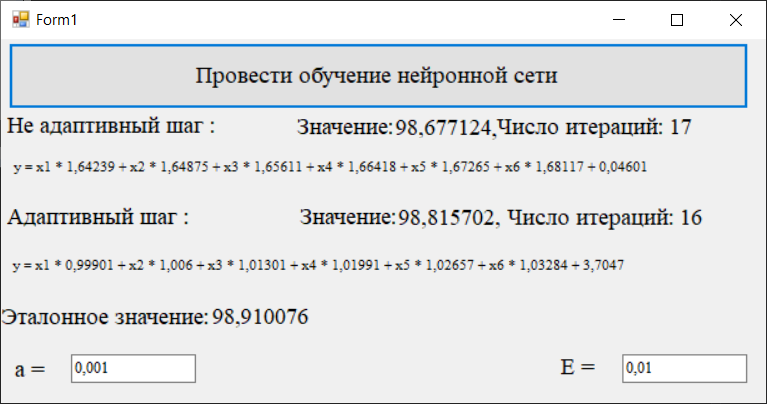 Form1
Провести обучение нейронной сети
Не адаптивный шаг : Значение:98,677124,Число итераций: 17
y = x1 * 1,64239 + x2 * 1,64875 + x3 * 1,65611 + x4 * 1,66418 + x5 * 1,67265 + x6 * 1,68117 + 0,04601
Адаптивный шаг : Значение:98,815702, Число итераций: 16
y = x1 * 0,99901 + x2 * 1,006 + x3 * 1,01301 + x4 * 1,01991 + x5 * 1,02657 + x6 * 1,03284 + 3,7047
Эталонное значение:98,910076
a = 0,001 E = 0,01